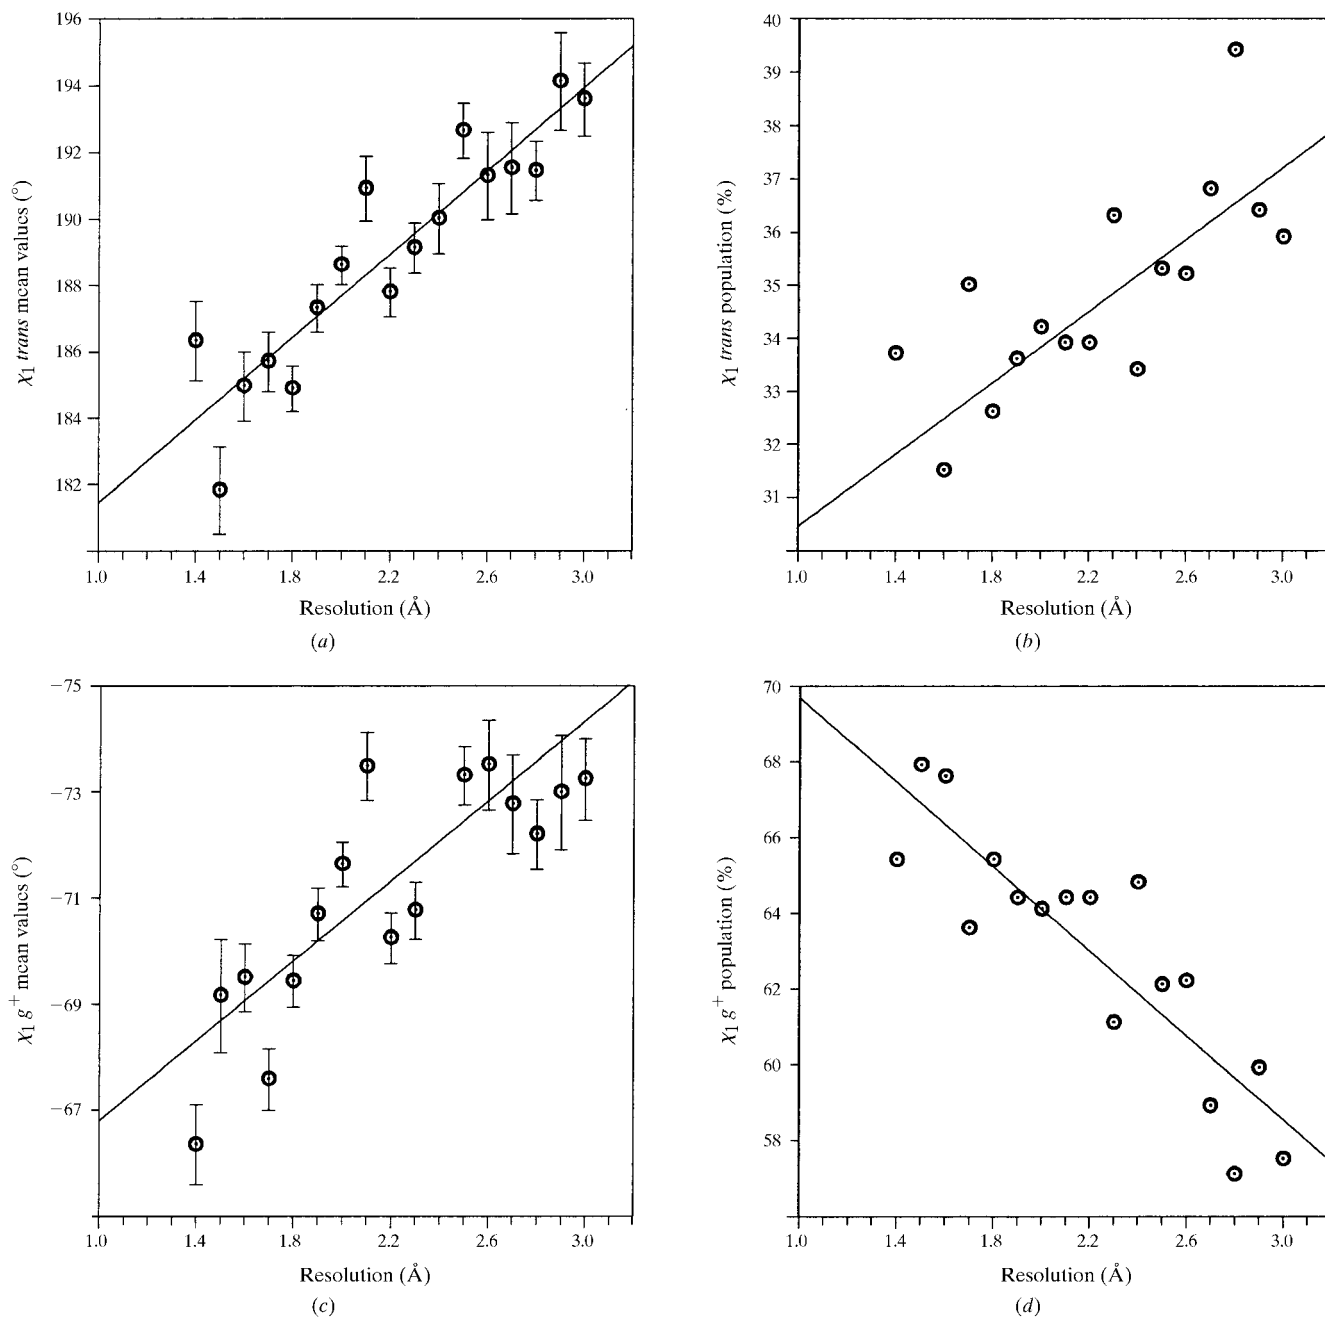 196
194
192
190
188
186
184
182
χ1 trans mean values (°)
1.0 1.4 1.8 2.2 2.6 3.0
Resolution (Å)
(a)
40
39
38
37
36
35
34
33
32
31
χ1 trans population (%)
1.0 1.4 1.8 2.2 2.6 3.0
Resolution (Å)
(b)
−75
−73
−71
−69
−67
χ1 g+ mean values (°)
1.0 1.4 1.8 2.2 2.6 3.0
Resolution (Å)
(c)
70
68
66
64
62
60
58
χ1 g+ population (%)
1.0 1.4 1.8 2.2 2.6 3.0
Resolution (Å)
(d)